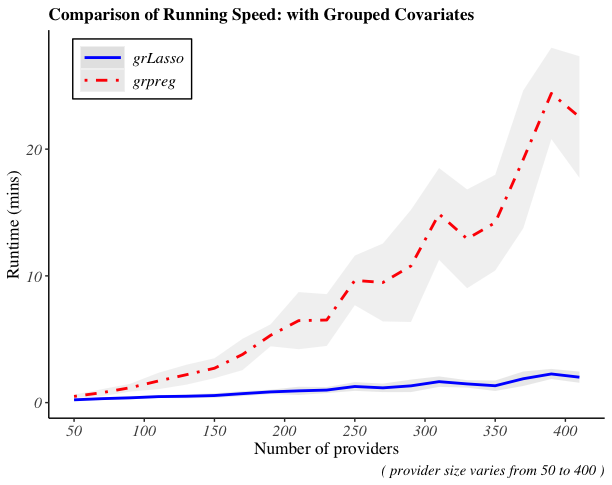 Comparison of Running Speed: with Grouped Covariates
grLasso
grpreg
Runtime (mins)
20
10
0
50 100 150 200 250 300 350 400
Number of providers
( provider size varies from 50 to 400 )